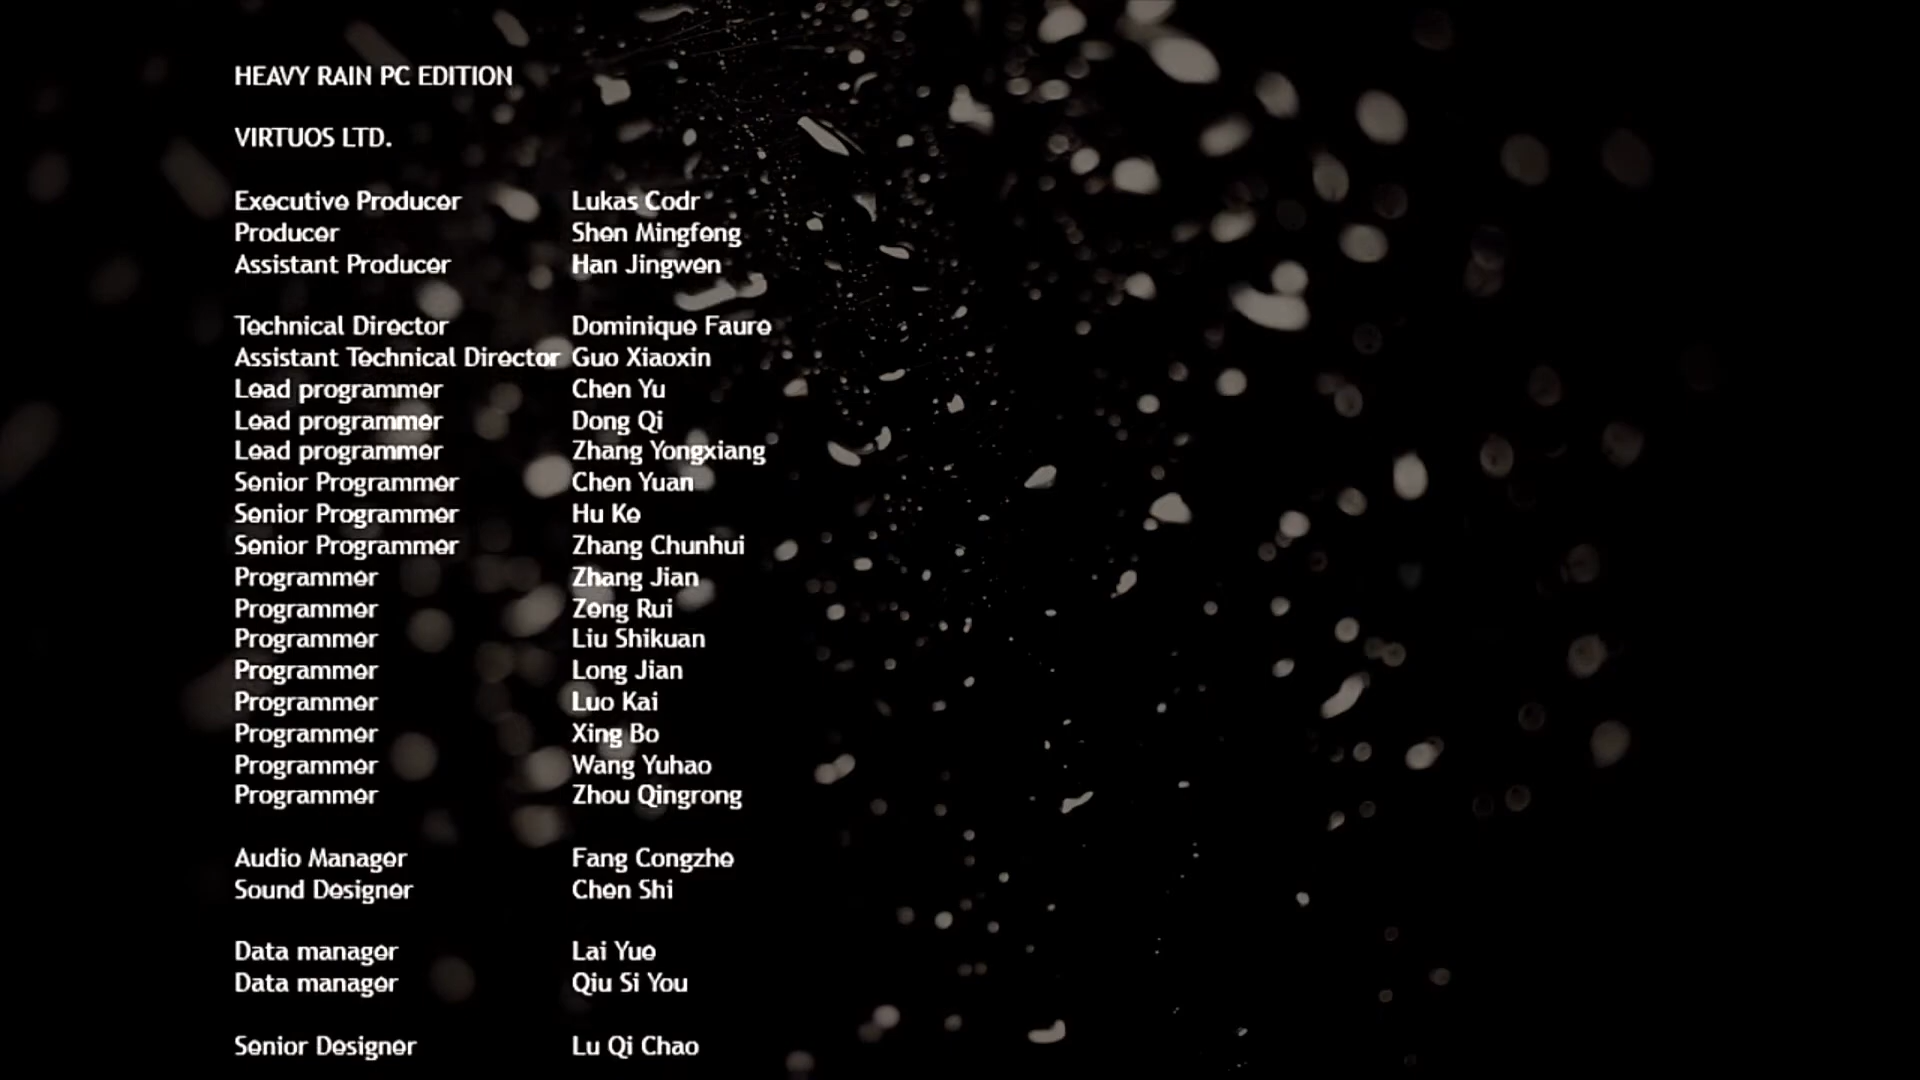 HEAVY RAIN PC EDITION
VIRTUOS LTD.
Executive Producer Lukas Codr
Producer Shen Mingfeng
Assistant Producer Han Jingwen
Technical Director Dominique Faure
Assistant Technical Director Guo Xiaoxin
Lead programmer Chen Yu
Lead programmer Dong Qi
Lead programmer Zhang Yongxiang
Senior Programmer Chen Yuan
Senior Programmer Hu Ke
Senior Programmer Zhang Chunhui
Programmer Zhang Jian
Programmer Zeng Rui
Programmer Liu Shikuan
Programmer Long Jian
Programmer Luo Kai
Programmer Xing Bo
Programmer Wang Yuhao
Programmer Zhou Qingrong
Audio Manager Fang Congzhe
Sound Designer Chen Shi
Data manager Lai Yue
Data manager Qiu Si You
Senior Designer Lu Qi Chao